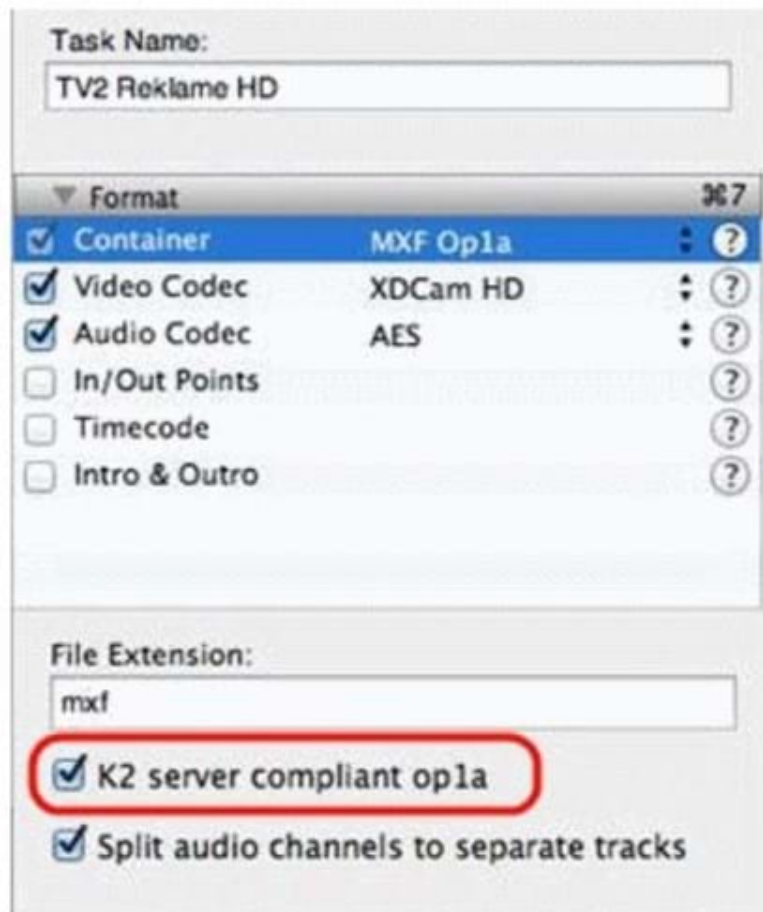 Task Name:
TV2 Reklame HD
Format ⌘7
Container MXF Op1a ?
Video Codec XDCam HD ?
Audio Codec AES ?
In/Out Points ?
Timecode ?
Intro & Outro ?
File Extension:
mxf
K2 server compliant op1a
Split audio channels to separate tracks